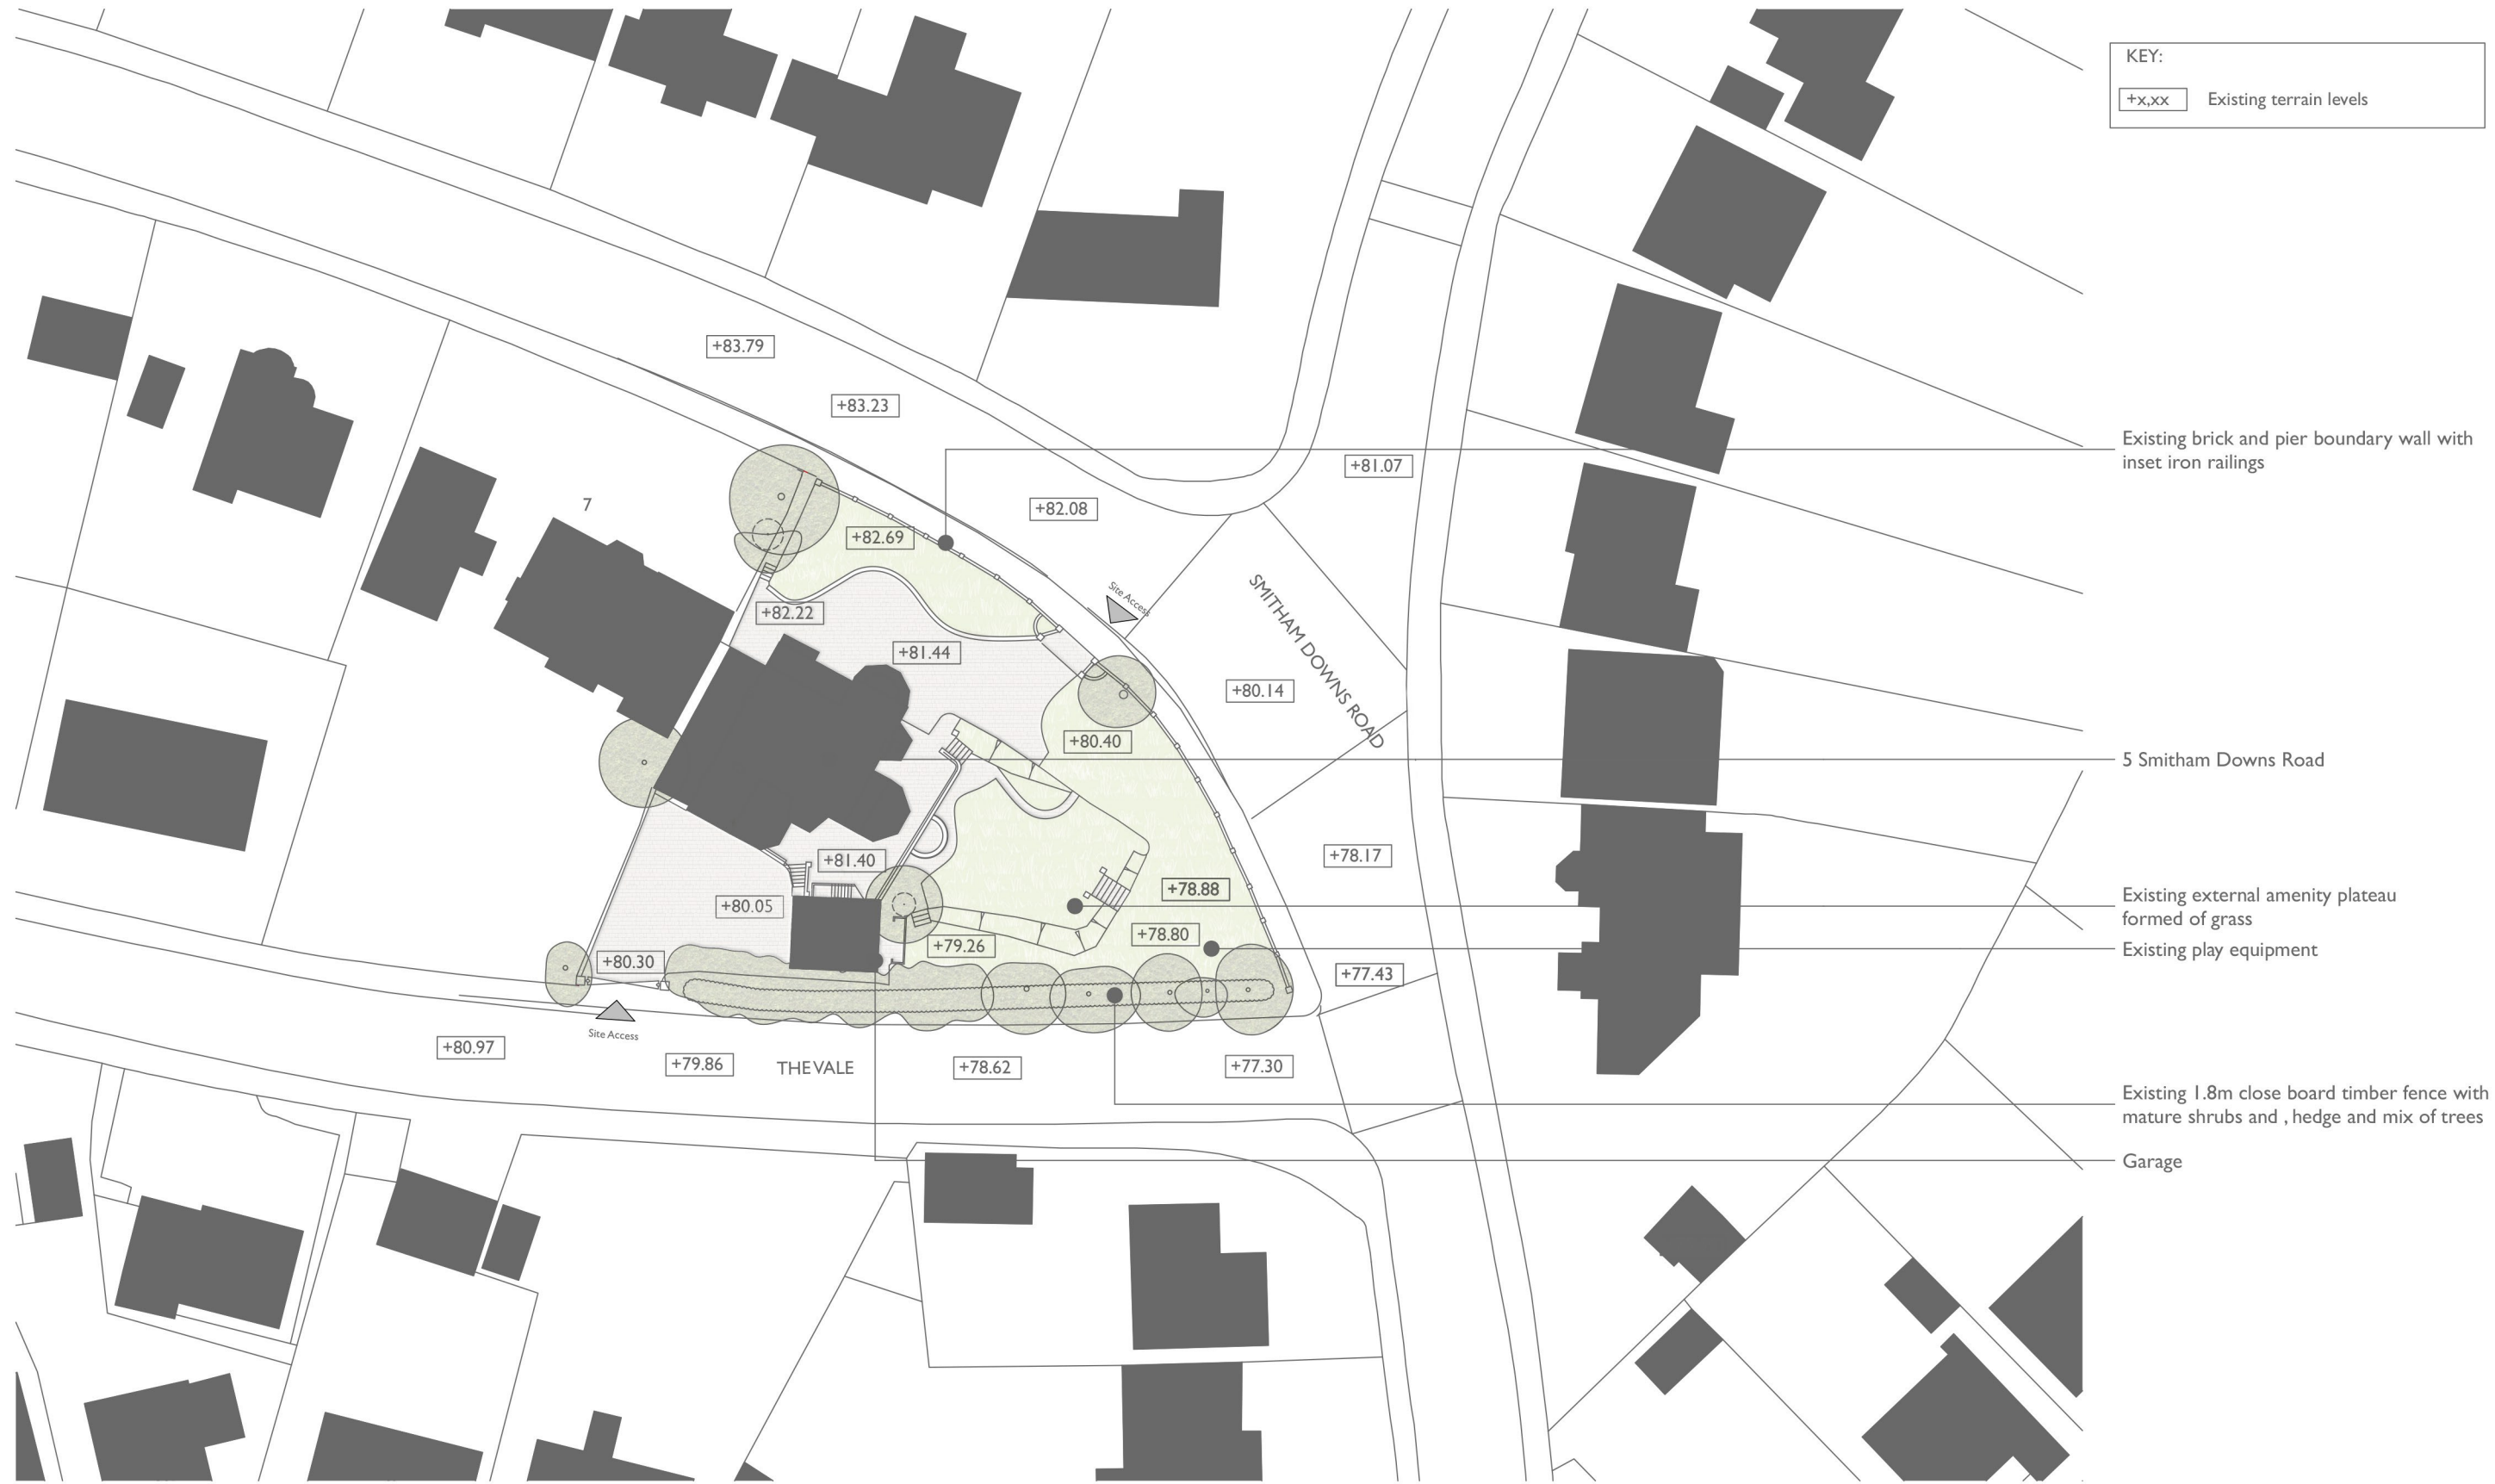 KEY:
+x,xx Existing terrain levels
+83.79
+83.23
Existing brick and pier boundary wall with
inset iron railings
+81.07
7
+82.08
+82.69
SMITHAM DOWNS ROAD
Site Access
+82.22
+81.44
+80.14
+80.40
5 Smitham Downs Road
+78.17
+81.40
+78.88
Existing external amenity plateau
formed of grass
+80.05
+78.80
+79.26
Existing play equipment
+80.30
+77.43
Site Access
+80.97
+79.86
THE VALE
+78.62
+77.30
Existing 1.8m close board timber fence with
mature shrubs and , hedge and mix of trees
Garage